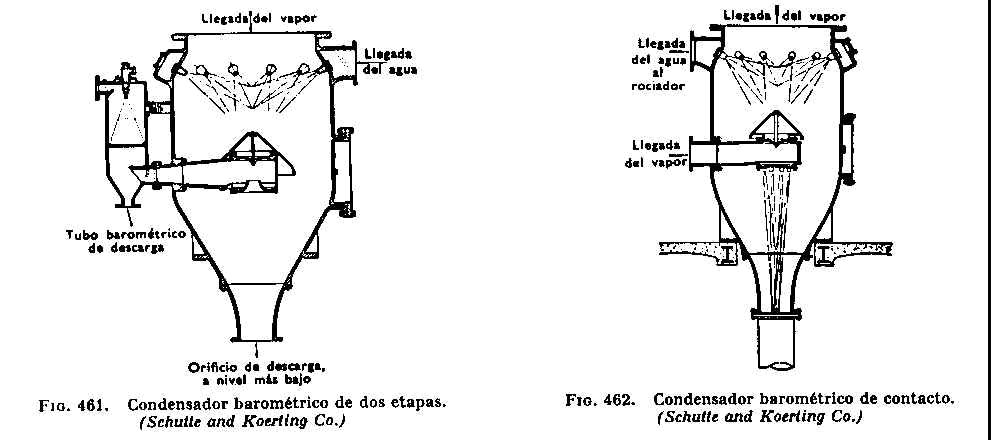 Llegada del vapor
Llegada
del agua
Tubo barométrico
de descarga
Orificio de descarga,
a nivel más bajo
FIG. 461. Condensador barométrico de dos etapas.
(Schutte and Koerting Co.)
Llegada del vapor
Llegada
del agua
al
rociador
Llegada
del vapor
FIG. 462. Condensador barométrico de contacto.
(Schutte and Koerting Co.)